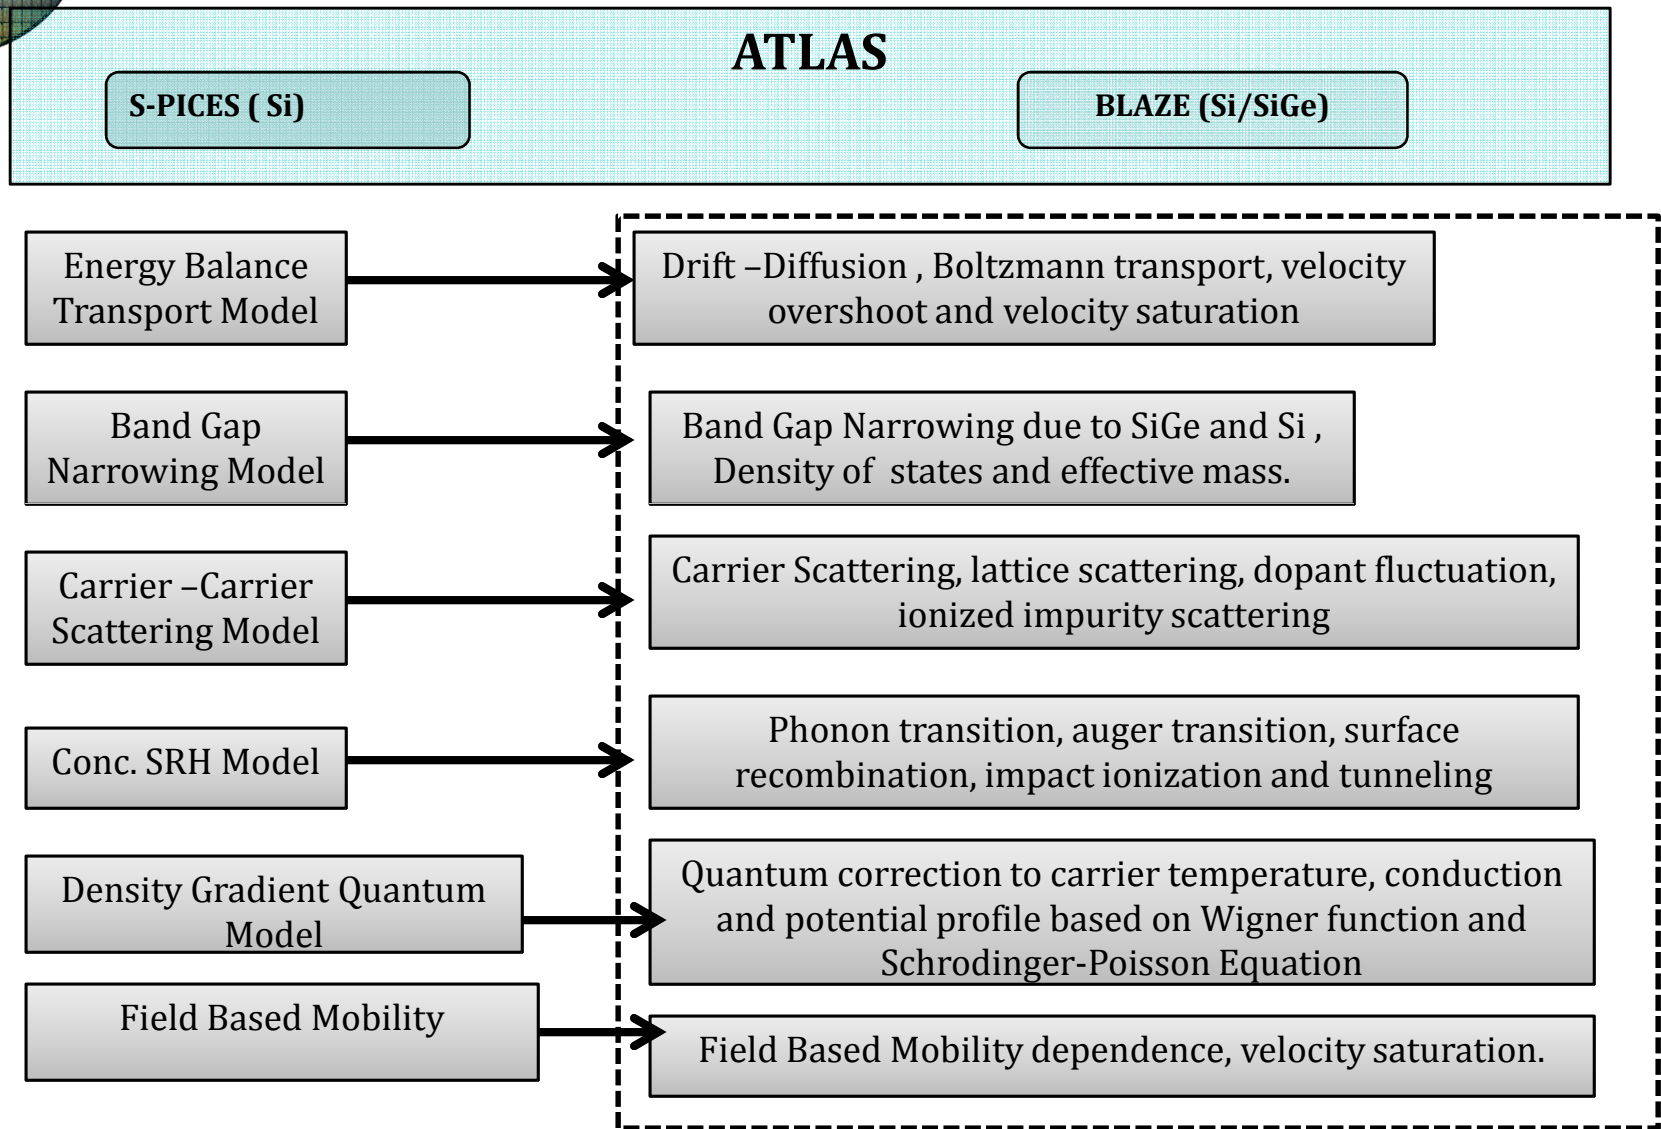 ATLAS
S-PICES ( Si)
BLAZE (Si/SiGe)
Energy Balance
Transport Model
Drift –Diffusion , Boltzmann transport, velocity
overshoot and velocity saturation
Band Gap
Narrowing Model
Band Gap Narrowing due to SiGe and Si ,
Density of states and effective mass.
Carrier –Carrier
Scattering Model
Carrier Scattering, lattice scattering, dopant fluctuation,
ionized impurity scattering
Conc. SRH Model
Phonon transition, auger transition, surface
recombination, impact ionization and tunneling
Density Gradient Quantum
Model
Quantum correction to carrier temperature, conduction
and potential profile based on Wigner function and
Schrodinger-Poisson Equation
Field Based Mobility
Field Based Mobility dependence, velocity saturation.